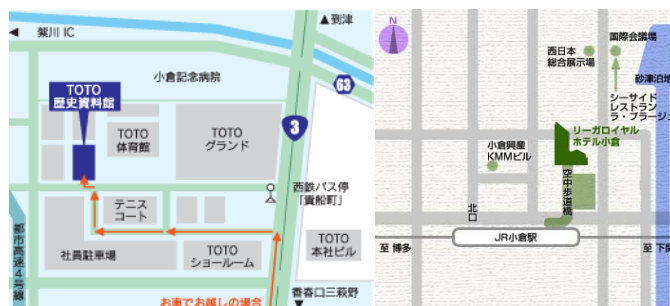 ▲到津
◀ 紫川 IC
小倉記念病院
63
TOTO
歴史資料館
TOTO
体育館
TOTO
グランド
3
西鉄バス停
「貴船町」
テニス
コート
都市高速4号線
社員駐車場
TOTO
ショールーム
TOTO
本社ビル
お車でお越しの場合
香春口三萩野
▼
N
国際会議場
西日本
総合展示場
砂津泊地
シーサイド
レストラン
ラ・プラージュ
リーガロイヤル
ホテル小倉
小倉興産
KMMビル
空中歩道橋
北口
JR小倉駅
至 博多
至 下関